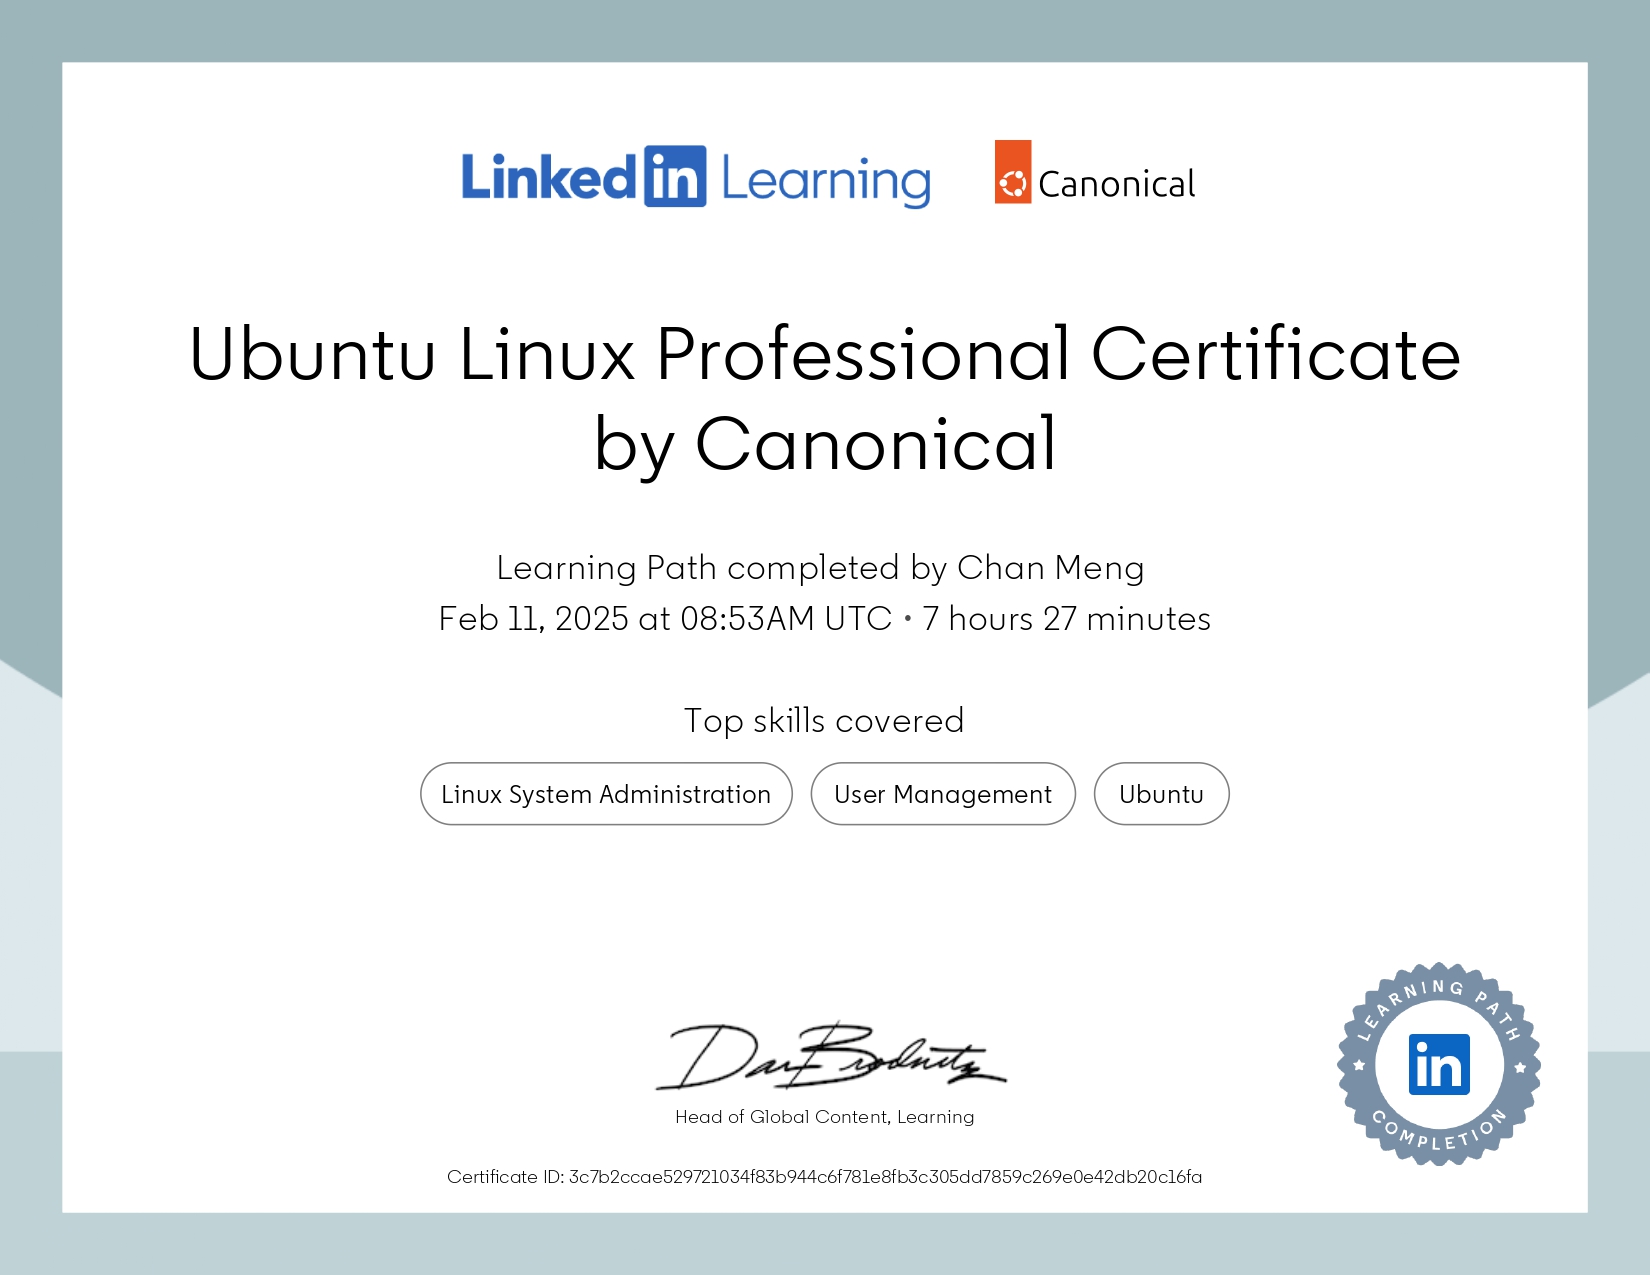 Linked in Learning
Canonical
Ubuntu Linux Professional Certificate
by Canonical
Learning Path completed by Chan Meng
Feb 11, 2025 at 08:53AM UTC • 7 hours 27 minutes
Top skills covered
Linux System Administration
User Management
Ubuntu
Dan Brodnitz
Head of Global Content, Learning
Certificate ID: 3c7b2ccae529721034f83b944c6f781e8fb3c305dd7859c269e0e42db20c16fa
LEARNING PATH
in
COMPLETION